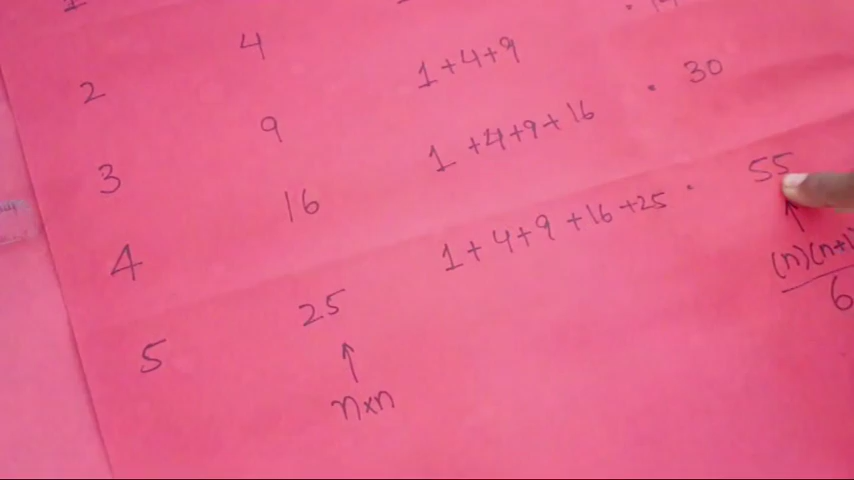 2 4 1+4+9
3 9 1+4+9+16 · 30
4 16 1+4+9+16+25 · 55
5 25
↑ ↑
n×n (n)(n+1
6